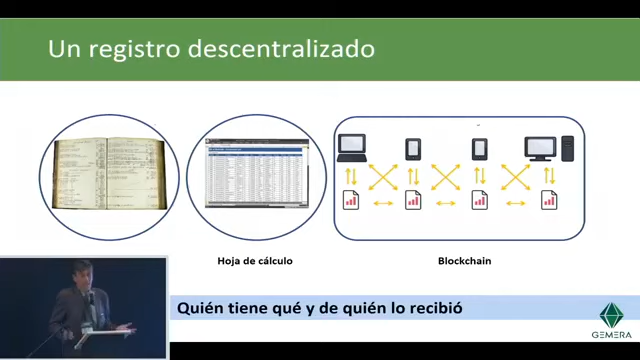 Un registro descentralizado
Hoja de cálculo
Blockchain
Quién tiene qué y de quién lo recibió
GEMERA